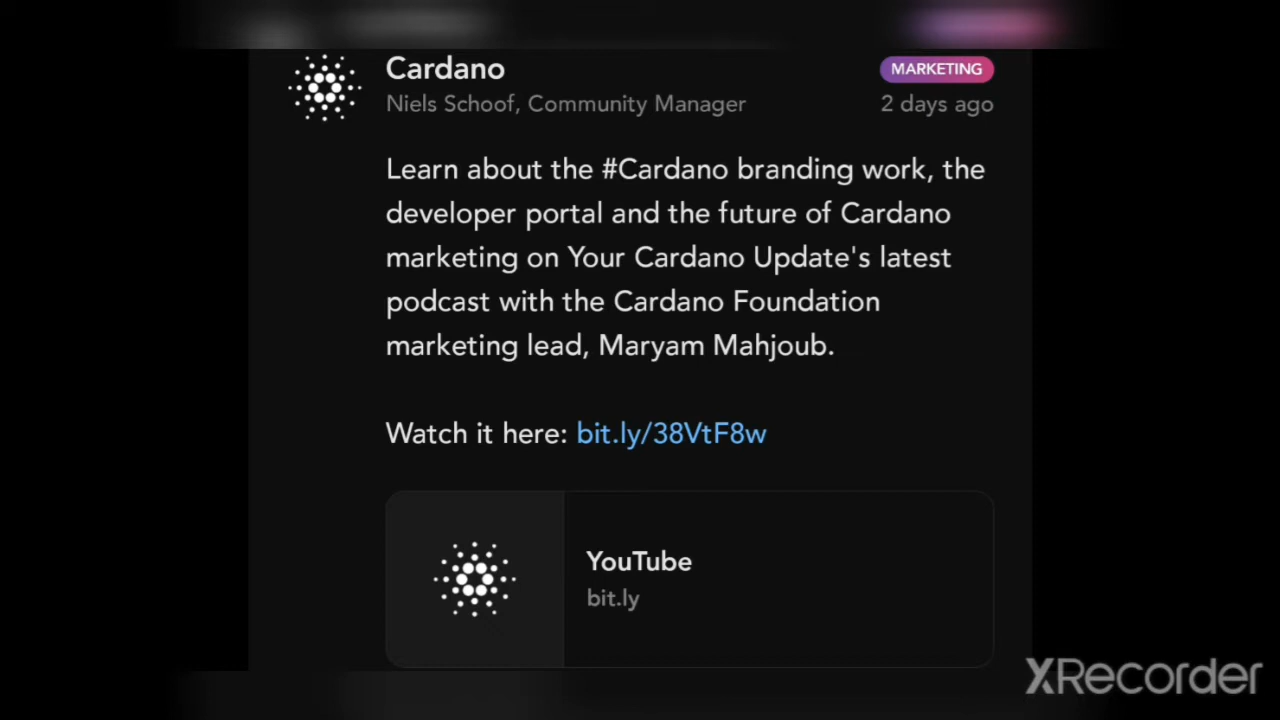 Cardano
MARKETING
Niels Schoof, Community Manager
2 days ago
Learn about the #Cardano branding work, the
developer portal and the future of Cardano
marketing on Your Cardano Update's latest
podcast with the Cardano Foundation
marketing lead, Maryam Mahjoub.
Watch it here: bit.ly/38VtF8w
YouTube
bit.ly
XRecorder